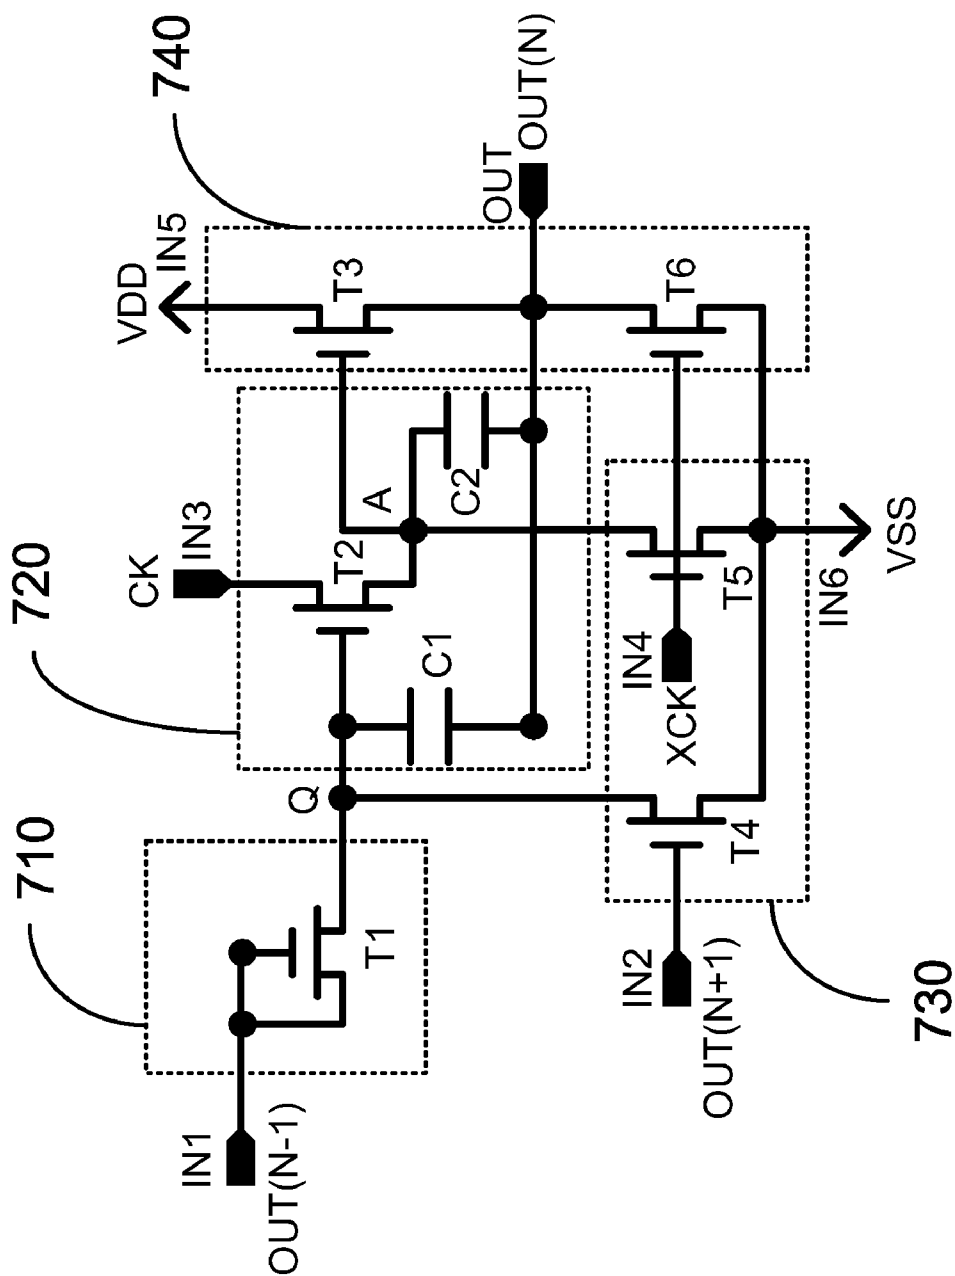 740
VDD
IN5
OUT
OUT(N)
T3
T6
720
CK
IN3
T2
A
C2
C1
Q
IN4
XCK
T5
IN6
VSS
710
T1
T4
IN1
OUT(N-1)
IN2
OUT(N+1)
730